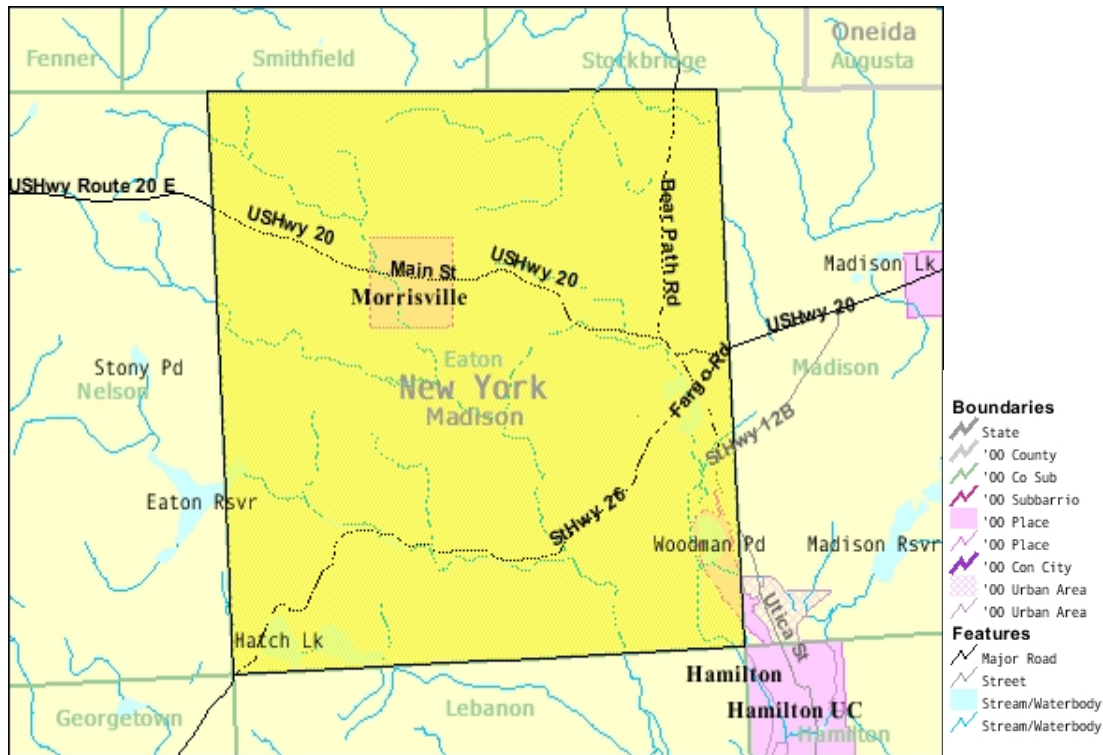 Oneida
Fenner
Smithfield
Stockbridge
Augusta
USHwy Route 20 E
USHwy 20
Bear Path Rd
Main St
USHwy 20
Madison Lk
Morrisville
USHwy 20
Stony Pd
Eaton
Nelson
New York
Fargo Rd
Madison
Madison
StHwy 12B
Eaton Rsvr
StHwy 26
Woodman Pd
Madison Rsvr
Utica St
Hatch Lk
Hamilton
Georgetown
Lebanon
Hamilton UC
Hamilton
Boundaries
State
'00 County
'00 Co Sub
'00 Subbarrio
'00 Place
'00 Place
'00 Con City
'00 Urban Area
'00 Urban Area
Features
Major Road
Street
Stream/Waterbody
Stream/Waterbody